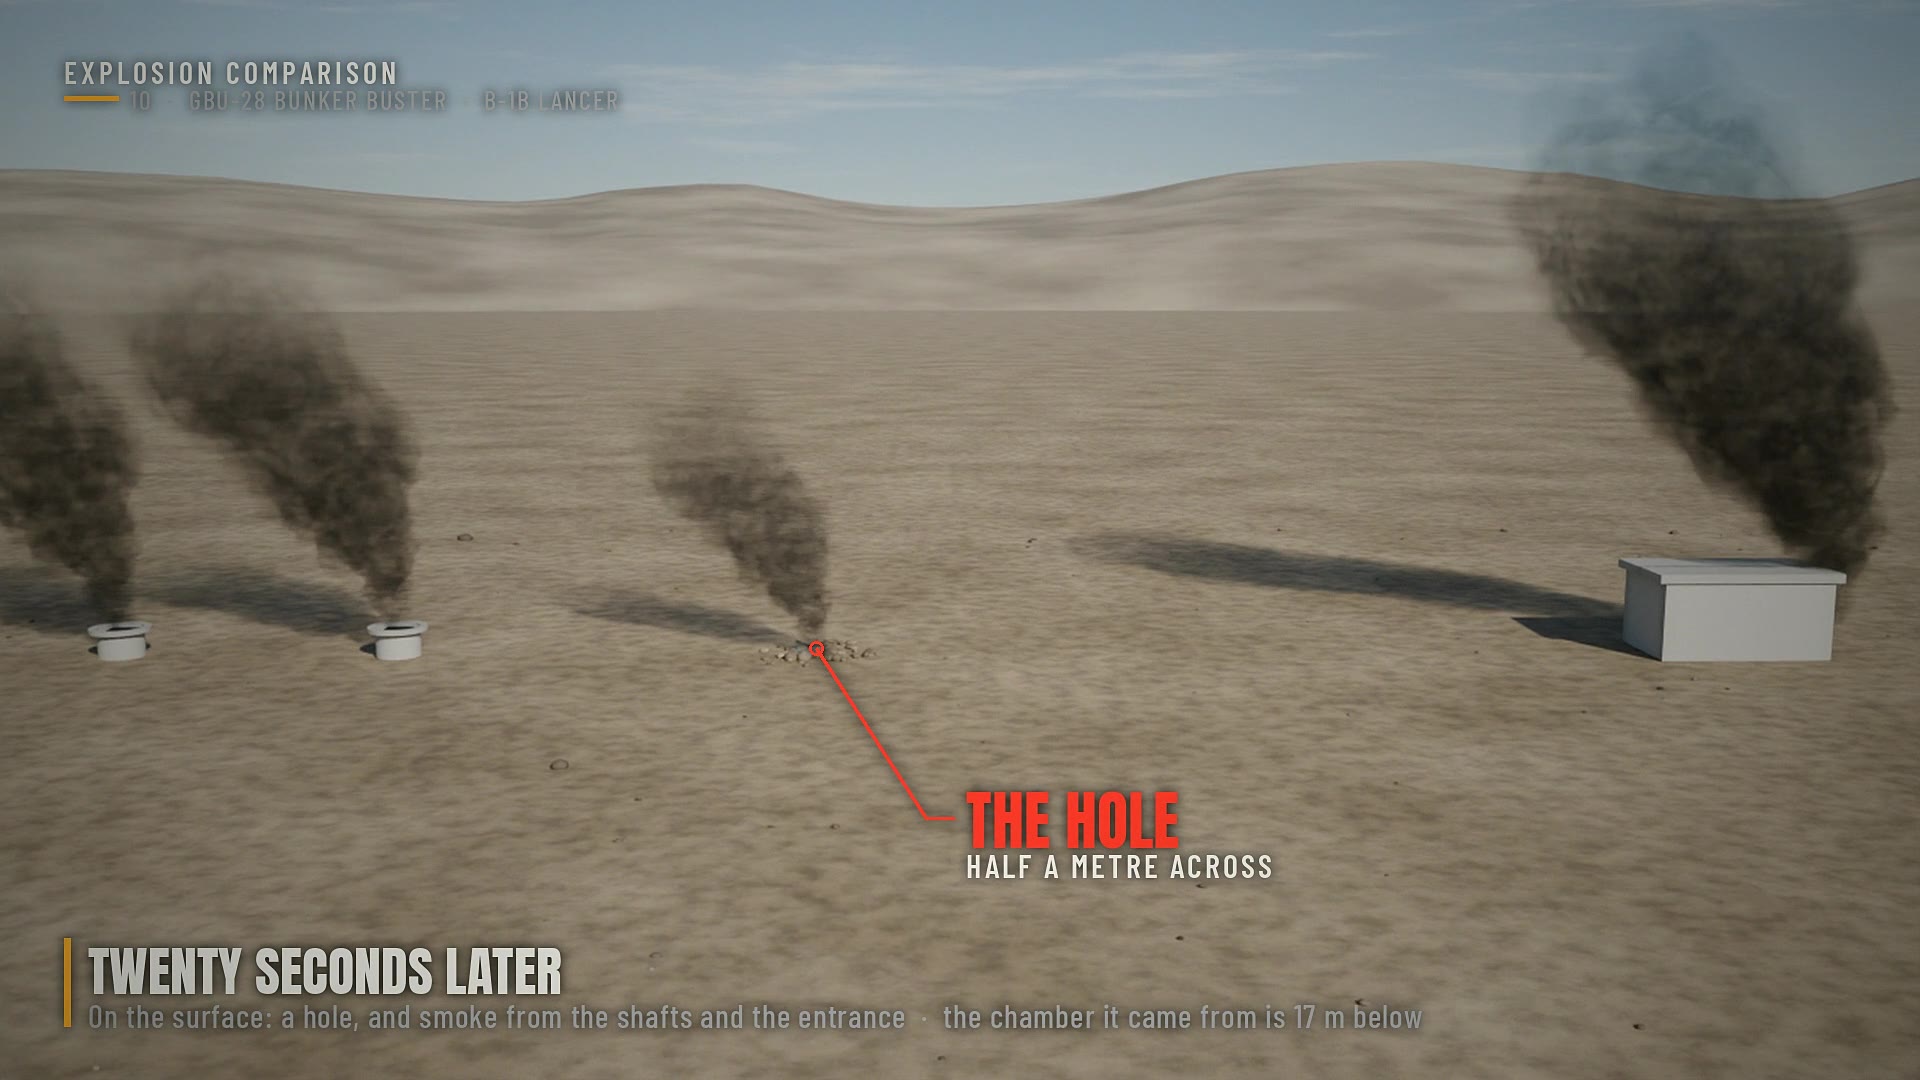 EXPLOSION COMPARISON
10 · GBU-28 BUNKER BUSTER · B-1B LANCER
THE HOLE
HALF A METRE ACROSS
TWENTY SECONDS LATER
On the surface: a hole, and smoke from the shafts and the entrance · the chamber it came from is 17 m below